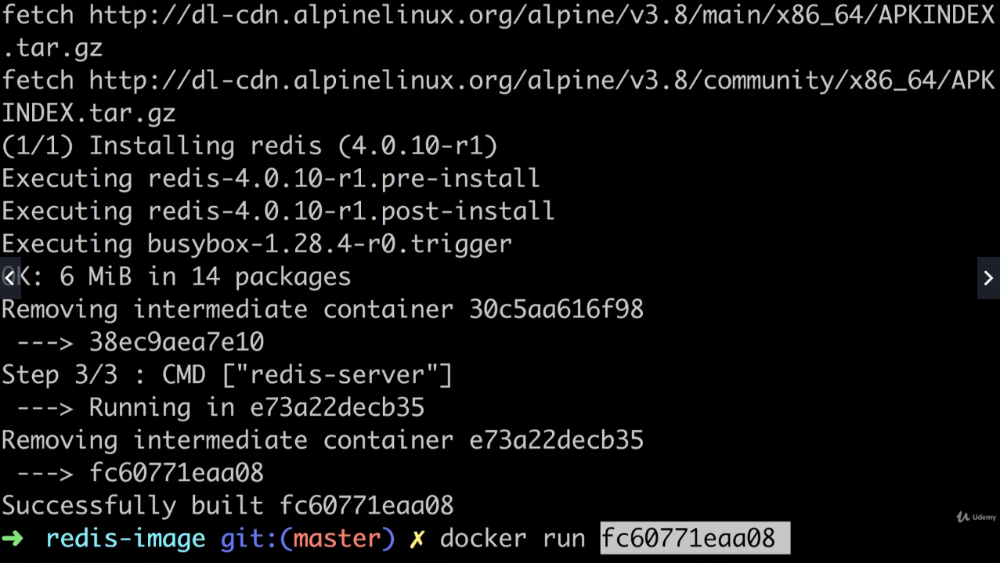 fetch http://dl-cdn.alpinelinux.org/alpine/v3.8/main/x86_64/APKINDEX
.tar.gz
fetch http://dl-cdn.alpinelinux.org/alpine/v3.8/community/x86_64/APK
INDEX.tar.gz
(1/1) Installing redis (4.0.10-r1)
Executing redis-4.0.10-r1.pre-install
Executing redis-4.0.10-r1.post-install
Executing busybox-1.28.4-r0.trigger
OK: 6 MiB in 14 packages
Removing intermediate container 30c5aa616f98
 ---> 38ec9aea7e10
Step 3/3 : CMD ["redis-server"]
 ---> Running in e73a22decb35
Removing intermediate container e73a22decb35
 ---> fc60771eaa08
Successfully built fc60771eaa08
➜ redis-image git:(master) ✗ docker run fc60771eaa08
Udemy